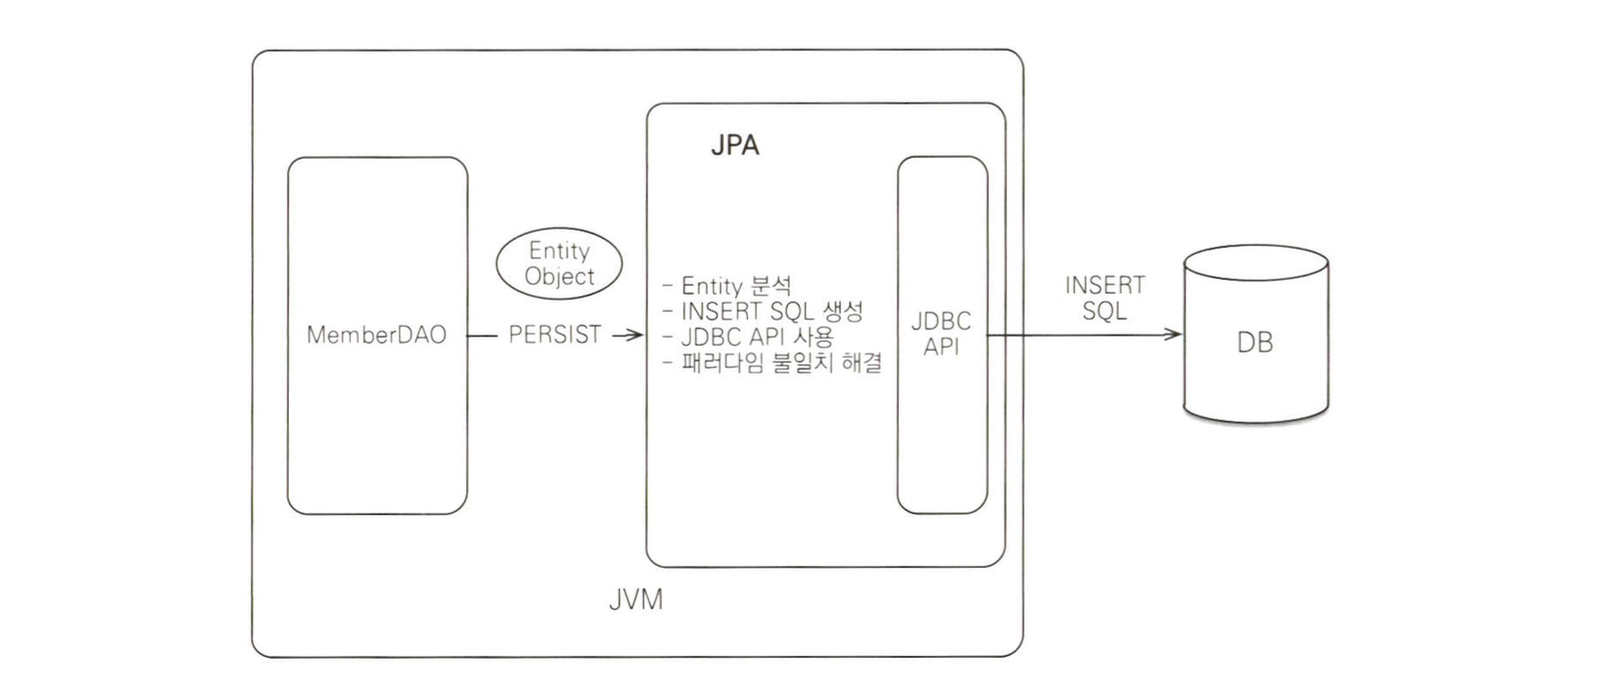 JPA
Entity
Object
MemberDAO
PERSIST
- Entity 분석
- INSERT SQL 생성
- JDBC API 사용
- 패러다임 불일치 해결
JDBC
API
INSERT
SQL
DB
JVM